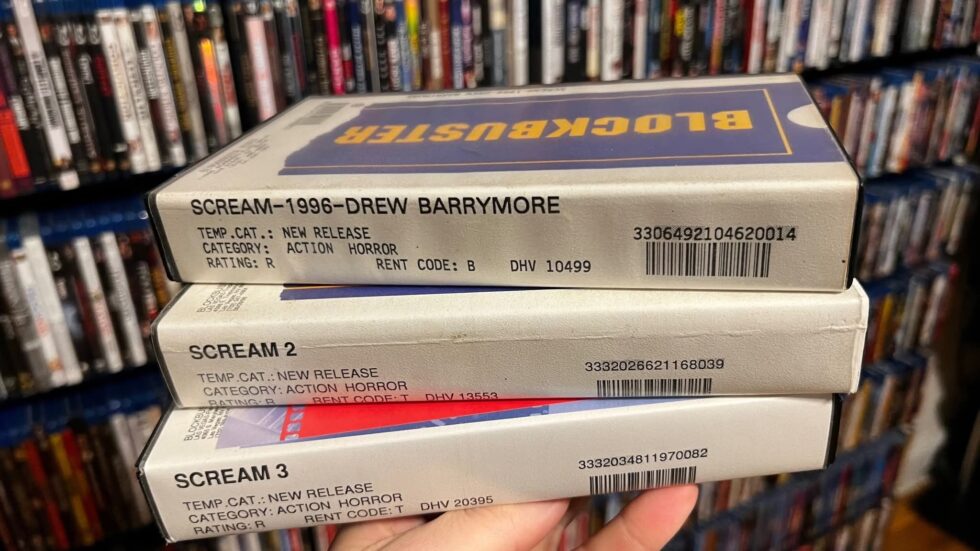 BLOCKBUSTER
SCREAM-1996-DREW BARRYMORE
TEMP.CAT.: NEW RELEASE
CATEGORY: ACTION HORROR
RATING: R RENT CODE: B DHV 10499
3306492104620014
SCREAM 2
TEMP.CAT.: NEW RELEASE
CATEGORY: ACTION HORROR
RATING: R RENT CODE: T DHV 13553
3332026621168039
SCREAM 3
TEMP.CAT.: NEW RELEASE
CATEGORY: ACTION HORROR
RATING: R RENT CODE: T DHV 20395
3332034811970082